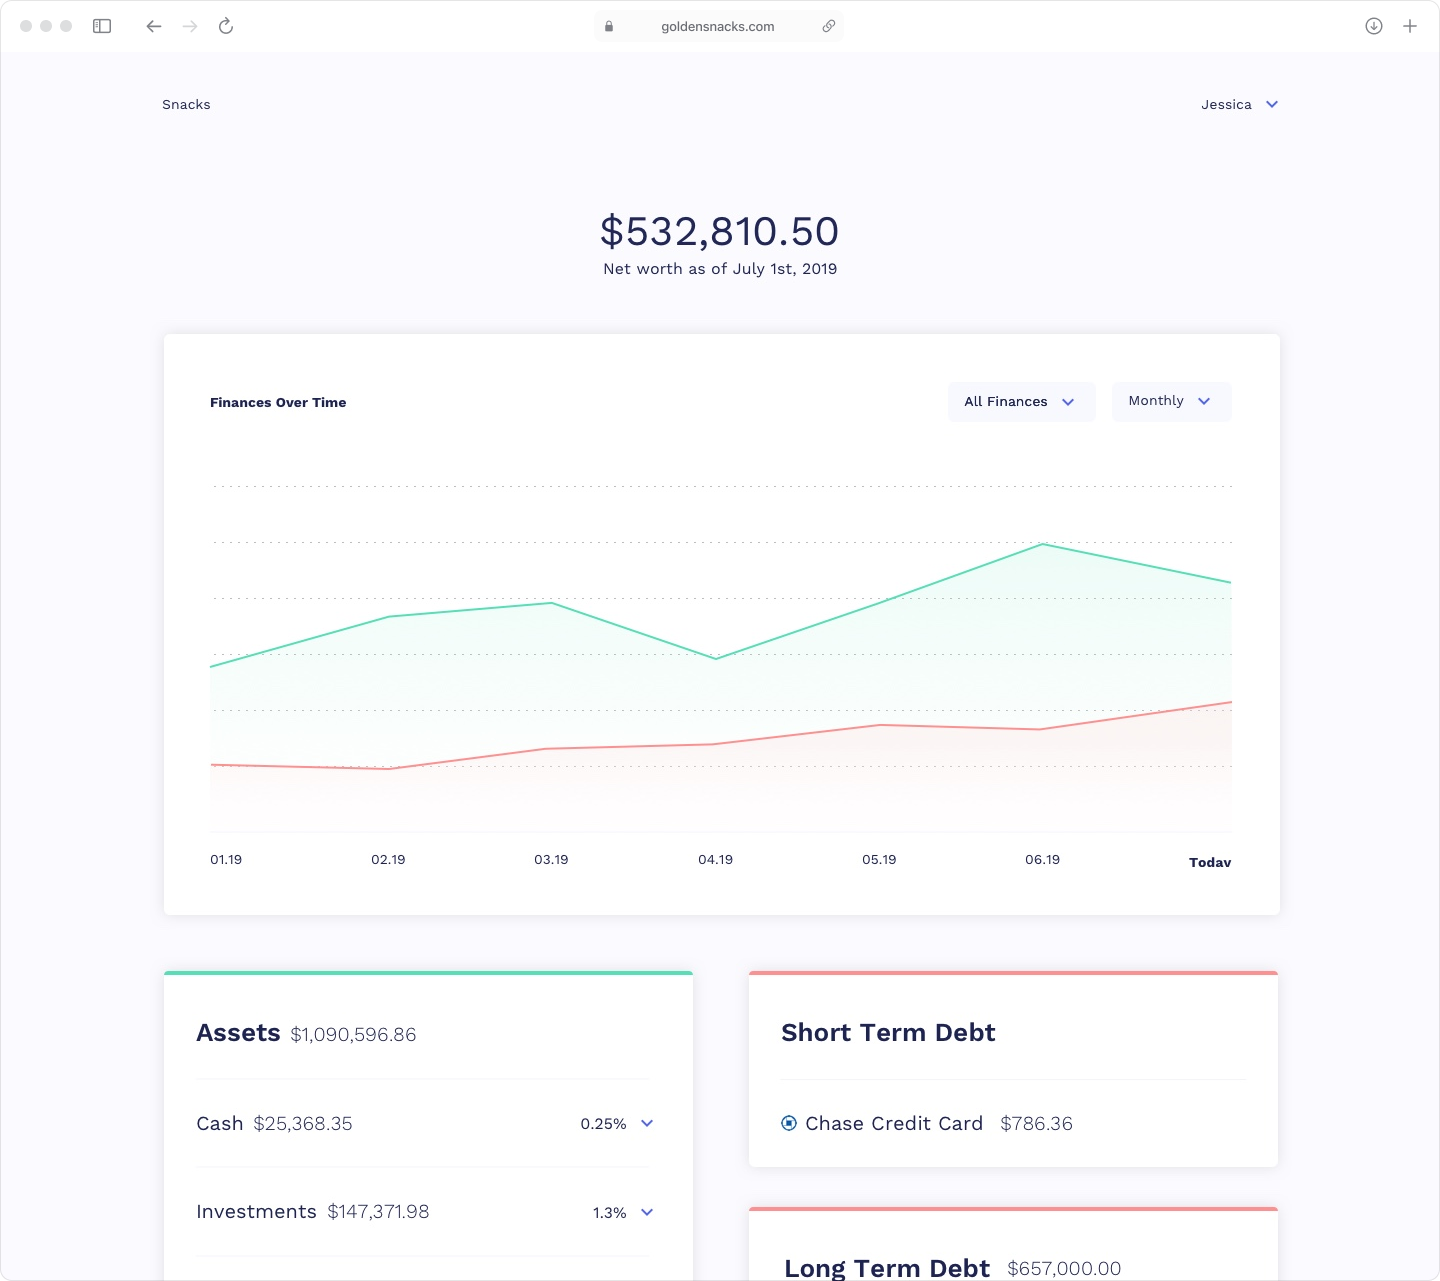 goldensnacks.com
Snacks
Jessica
$532,810.50
Net worth as of July 1st, 2019
Finances Over Time
All Finances
Monthly
01.19 02.19 03.19 04.19 05.19 06.19 Today
Assets $1,090,596.86
Cash $25,368.35 0.25%
Investments $147,371.98 1.3%
Short Term Debt
Chase Credit Card $786.36
Long Term Debt $657,000.00